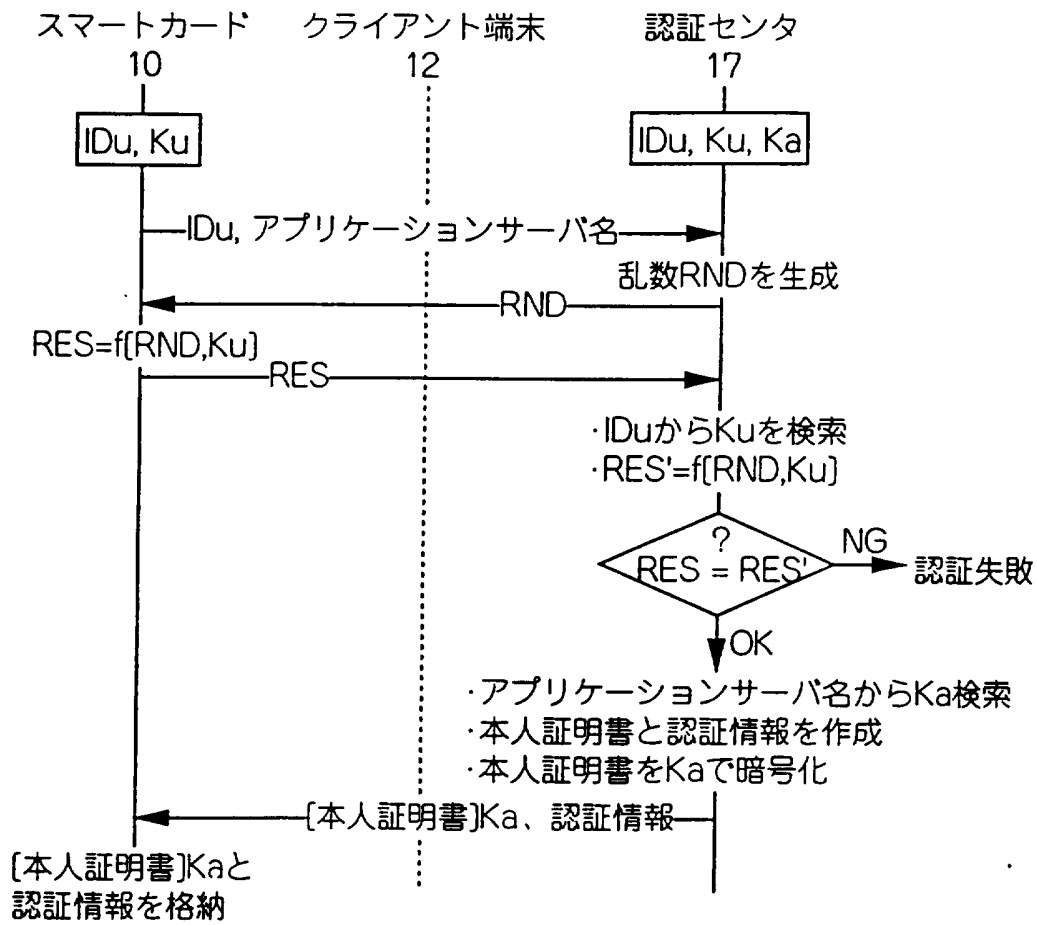 スマートカード
クライアント端末
認証センタ
10
12
17
IDu, Ku
IDu, Ku, Ka
IDu, アプリケーションサーバ名
乱数RNDを生成
RND
RES=f[RND,Ku]
RES
・IDuからKuを検索
・RES'=f[RND,Ku]
?
RES = RES'
NG
認証失敗
OK
・アプリケーションサーバ名からKa検索
・本人証明書と認証情報を作成
・本人証明書をKaで暗号化
[本人証明書]Ka、認証情報
[本人証明書]Kaと
認証情報を格納